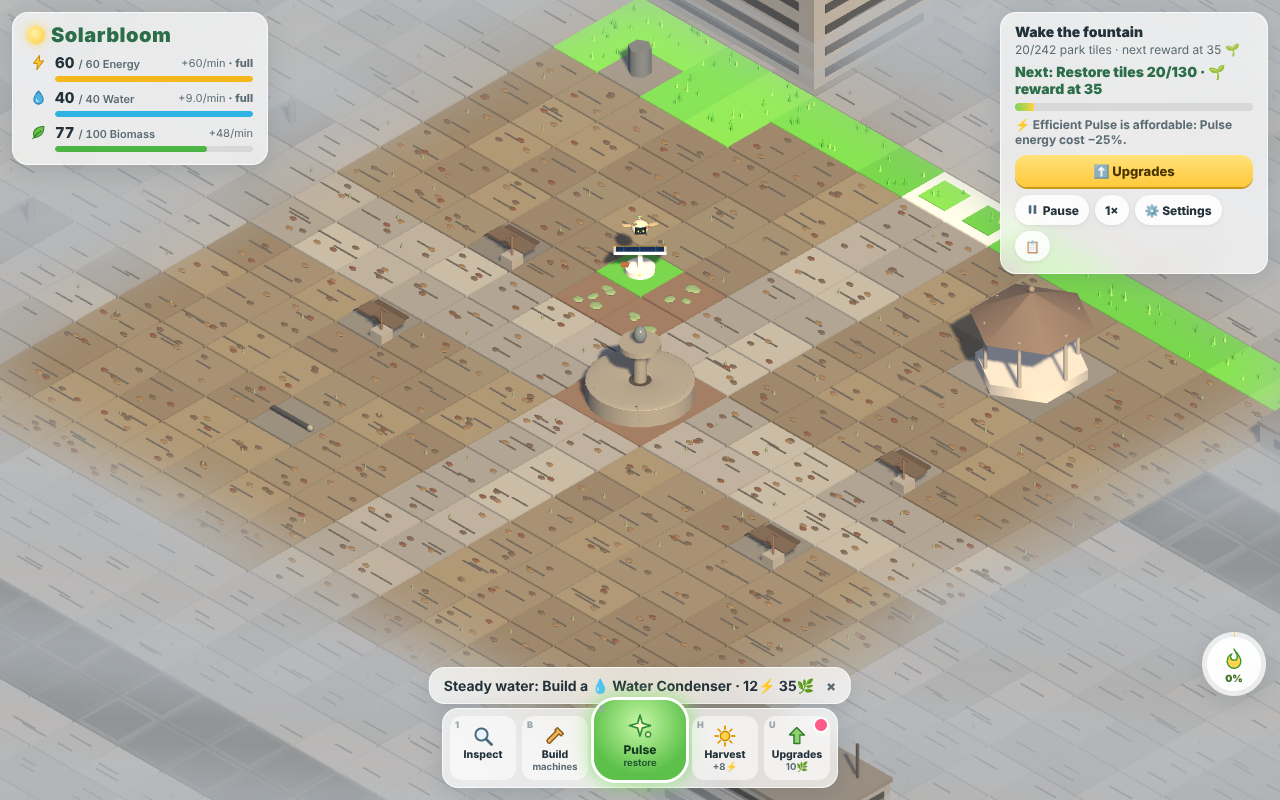 Solarbloom
60 / 60 Energy +60/min · full
40 / 40 Water +9.0/min · full
77 / 100 Biomass +48/min
Wake the fountain
20/242 park tiles · next reward at 35 🌱
Next: Restore tiles 20/130 · 🌱
reward at 35
⚡ Efficient Pulse is affordable: Pulse
energy cost −25%.
⬆️ Upgrades
Pause
1×
⚙️ Settings
0%
Steady water: Build a 💧 Water Condenser · 12⚡ 35🌿 ×
1
Inspect
B
Build
machines
Pulse
restore
H
Harvest
+8⚡
U
Upgrades
10🌿